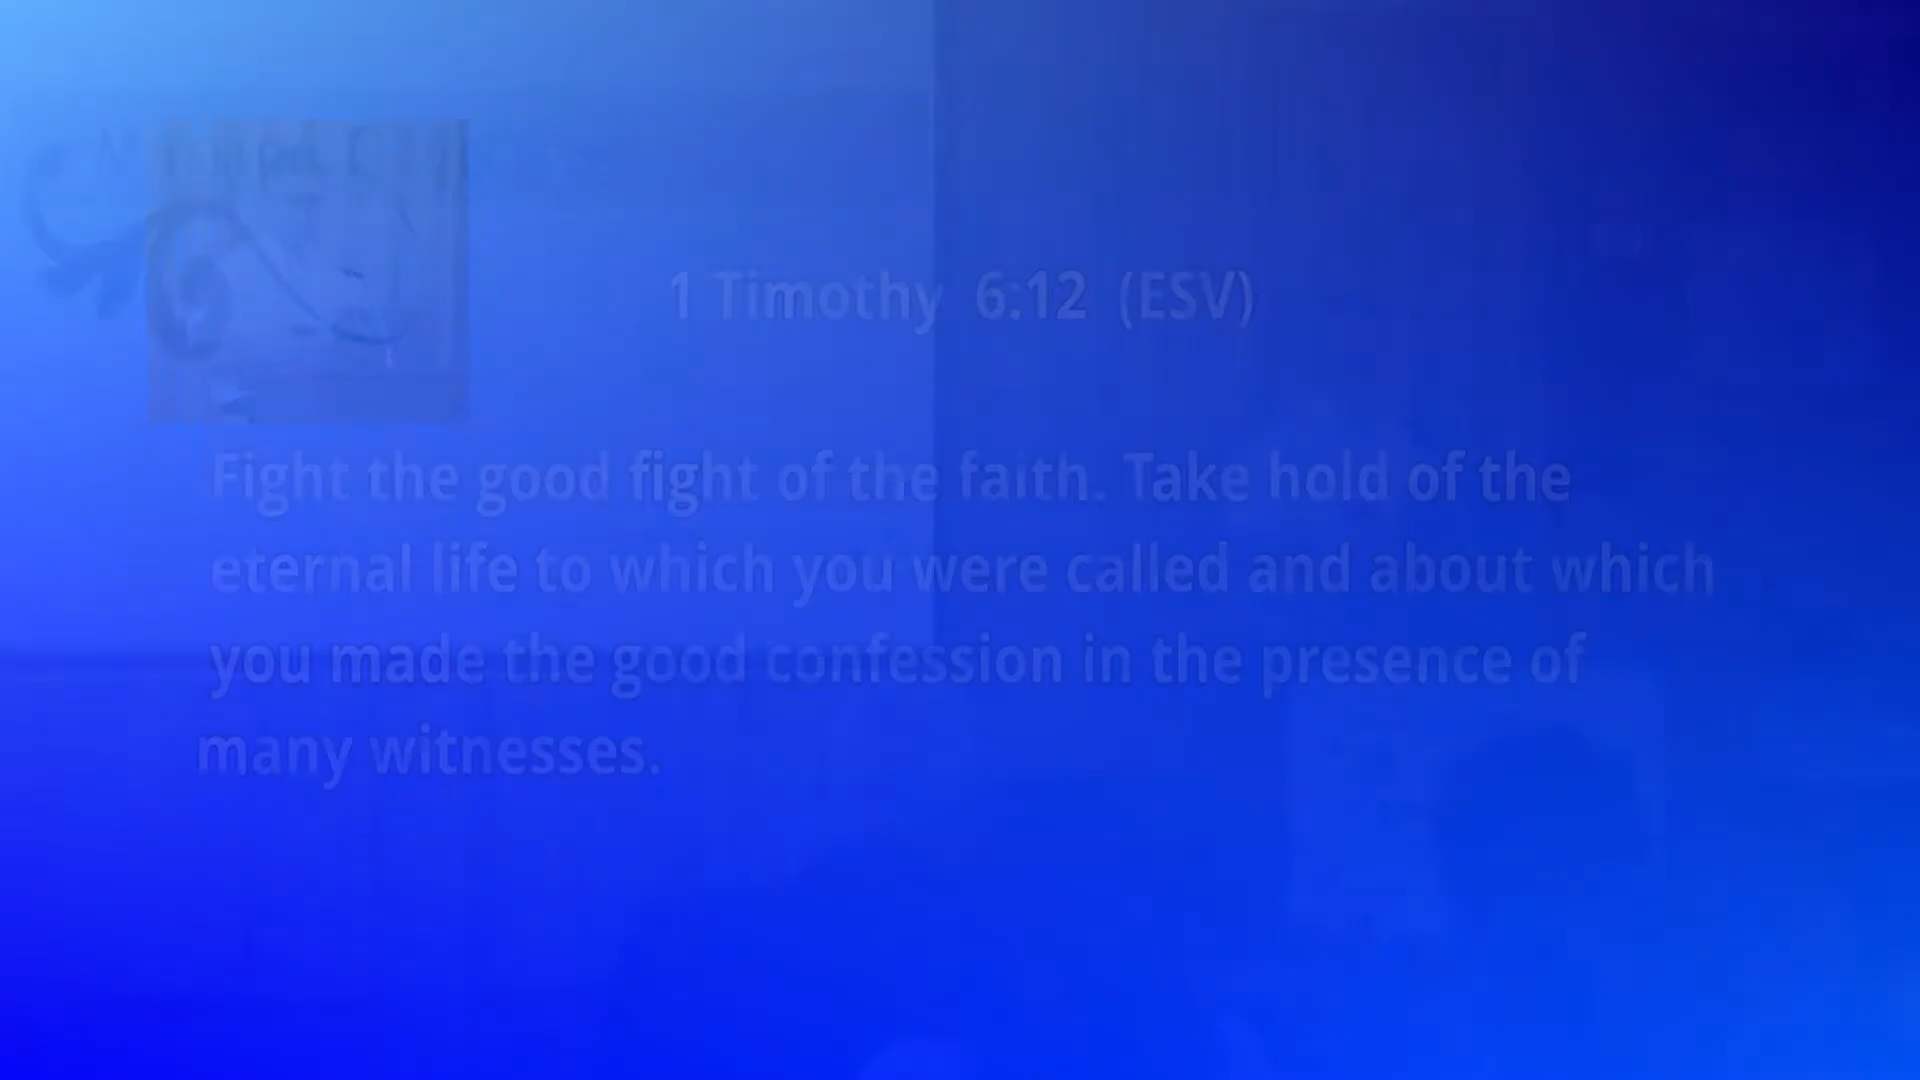 1 Timothy 6:12 (ESV)
Fight the good fight of the faith. Take hold of the
eternal life to which you were called and about which
you made the good confession in the presence of
many witnesses.